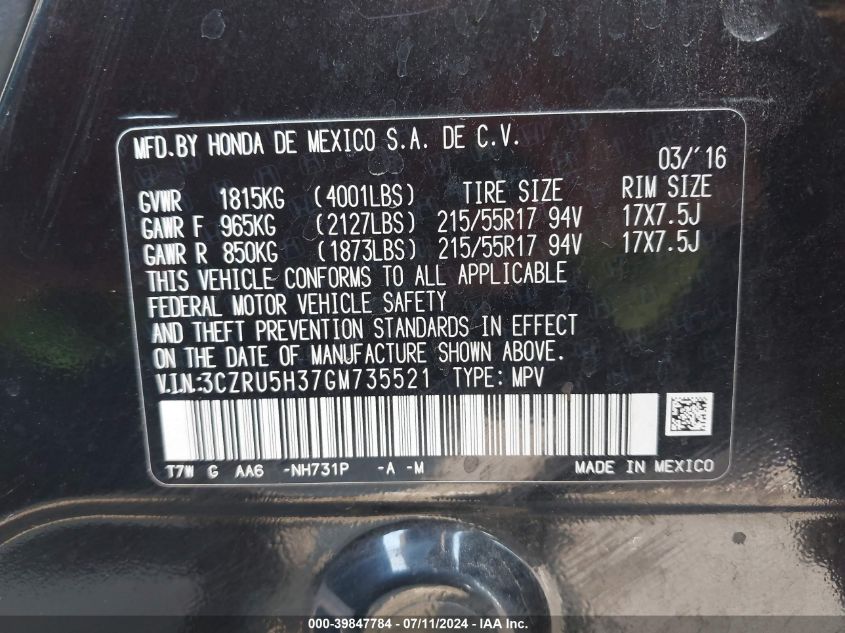 MFD.BY HONDA DE MEXICO S.A. DE C.V.
03/'16
GVWR 1815KG (4001LBS) TIRE SIZE RIM SIZE
GAWR F 965KG (2127LBS) 215/55R17 94V 17X7.5J
GAWR R 850KG (1873LBS) 215/55R17 94V 17X7.5J
THIS VEHICLE CONFORMS TO ALL APPLICABLE
FEDERAL MOTOR VEHICLE SAFETY
AND THEFT PREVENTION STANDARDS IN EFFECT
ON THE DATE OF MANUFACTURE SHOWN ABOVE.
V.I.N.:3CZRU5H37GM735521 TYPE: MPV
T7W G AA6 -NH731P -A -M MADE IN MEXICO
000-39847784 - 07/11/2024 - IAA Inc.